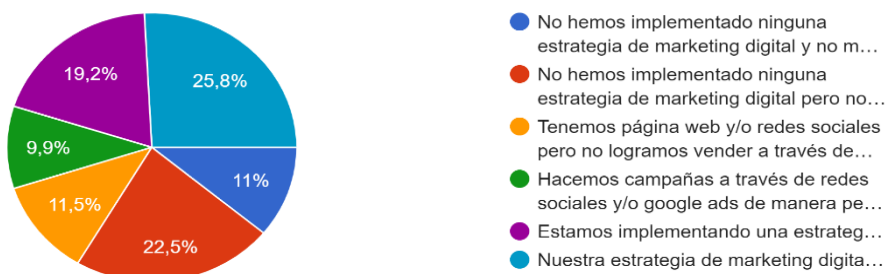 19,2%
25,8%
9,9%
11%
11,5%
22,5%
No hemos implementado ninguna
estrategia de marketing digital y no m…
No hemos implementado ninguna
estrategia de marketing digital pero no…
Tenemos página web y/o redes sociales
pero no logramos vender a través de…
Hacemos campañas a través de redes
sociales y/o google ads de manera pe…
Estamos implementando una estrateg…
Nuestra estrategia de marketing digita…